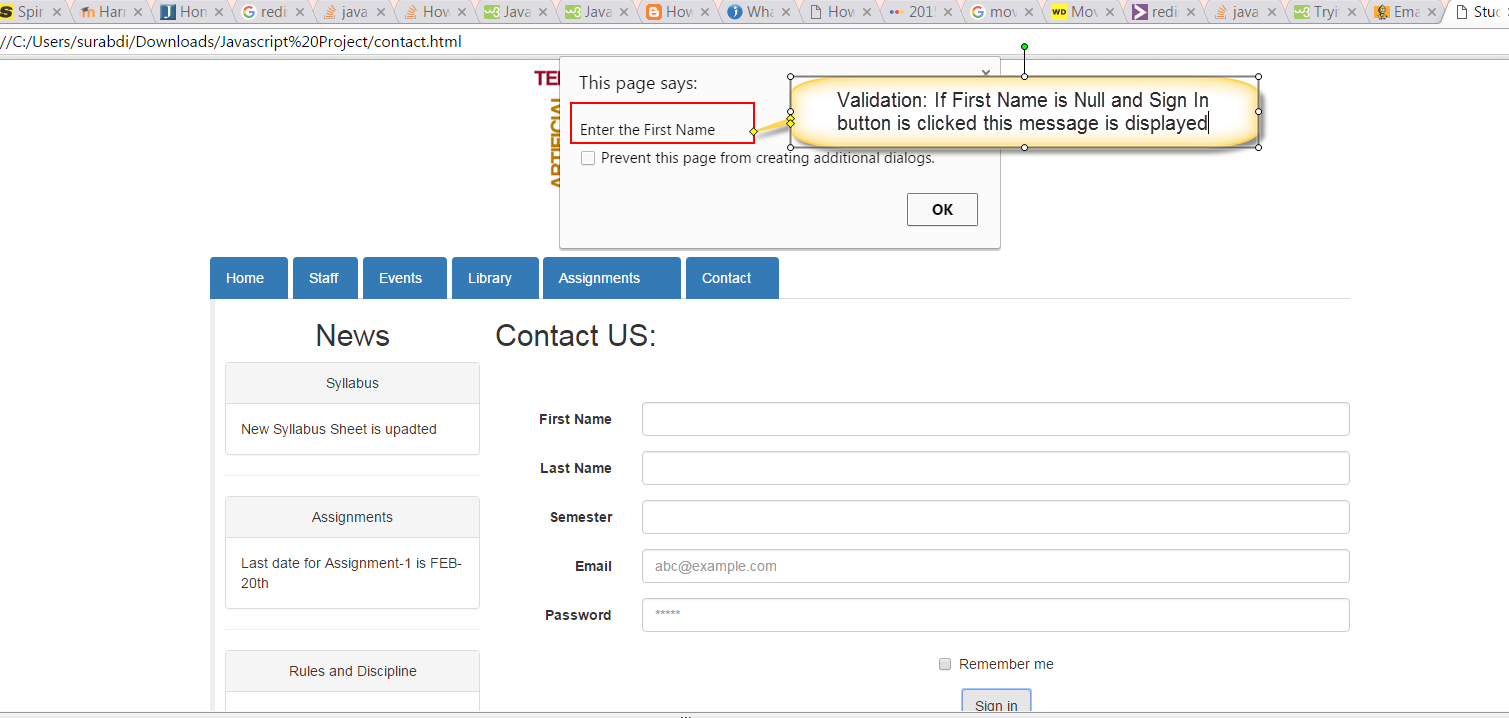 Spir Harr Hon redi java How Java Java How Wha How 201 Goo mov Mov redi java Tryi Ema Stuc
//C:/Users/surabdi/Downloads/Javascript%20Project/contact.html
This page says:
Enter the First Name
Prevent this page from creating additional dialogs.
OK
Validation: If First Name is Null and Sign In
button is clicked this message is displayed
TE
ARTIFICIAL
Home Staff Events Library Assignments Contact
News
Syllabus
New Syllabus Sheet is upadted
Assignments
Last date for Assignment-1 is FEB-
20th
Rules and Discipline
Contact US:
First Name
Last Name
Semester
Email abc@example.com
Password *****
Remember me
Sign in